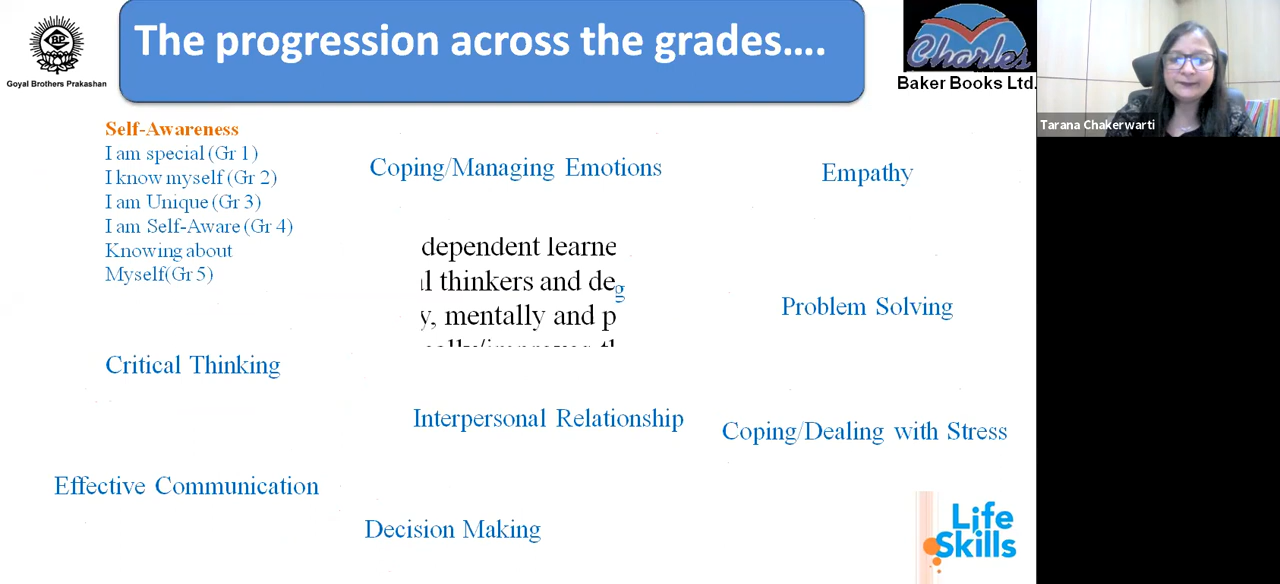 The progression across the grades....
GBP
Goyal Brothers Prakashan
Charles
Baker Books Ltd.
Tarana Chakerwarti
Self-Awareness
I am special (Gr 1)
I know myself (Gr 2)
I am Unique (Gr 3)
I am Self-Aware (Gr 4)
Knowing about
Myself(Gr 5)
Coping/Managing Emotions
Empathy
dependent learne
l thinkers and de
g
y, mentally and p
Problem Solving
Critical Thinking
Interpersonal Relationship
Coping/Dealing with Stress
Effective Communication
Decision Making
Life
Skills